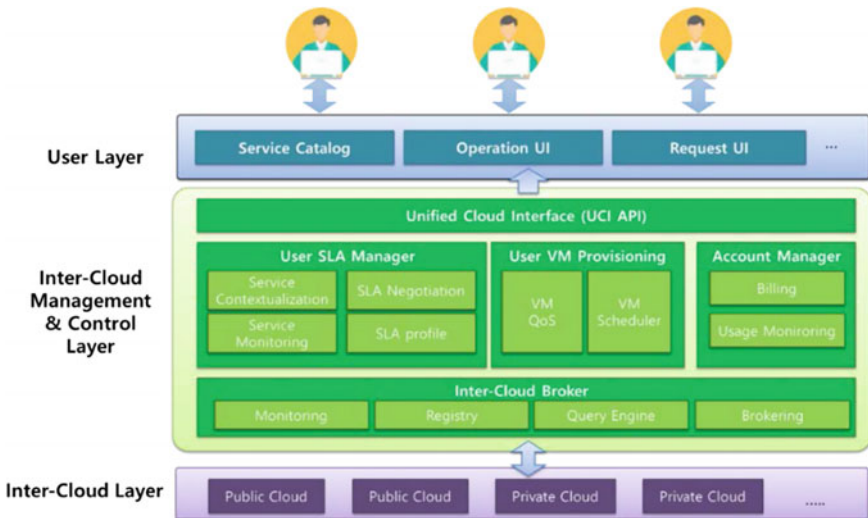 User Layer
Service Catalog
Operation UI
Request UI
...
Inter-Cloud
Management
& Control
Layer
Unified Cloud Interface (UCI API)
User SLA Manager
Service
Contextualization
SLA Negotiation
Service
Monitoring
SLA profile
User VM Provisioning
VM
QoS
VM
Scheduler
Account Manager
Billing
Usage Moniroring
Inter-Cloud Broker
Monitoring
Registry
Query Engine
Brokering
Inter-Cloud Layer
Public Cloud
Public Cloud
Private Cloud
Private Cloud
.....